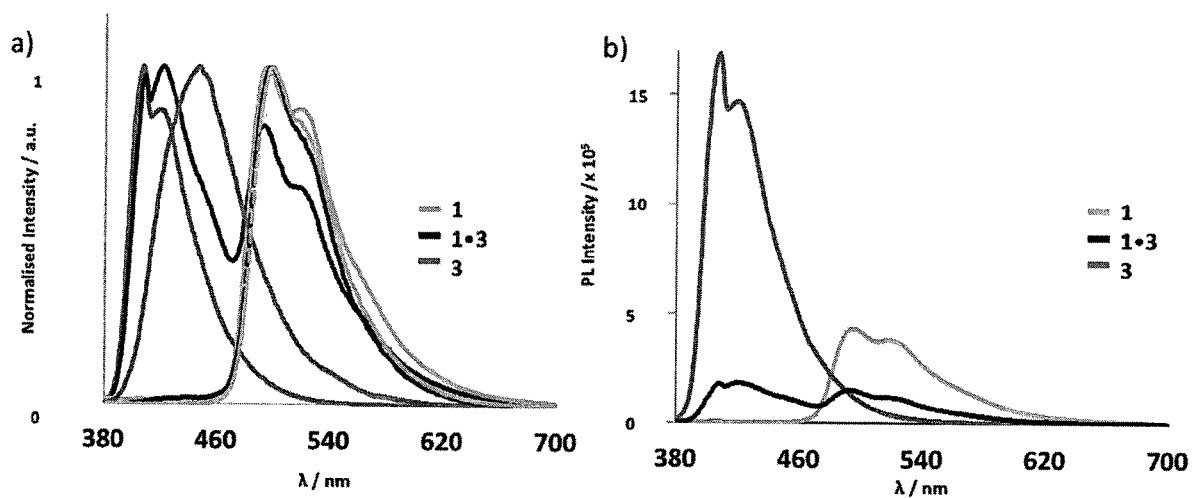 a)
Normalised Intensity / a.u.
1
0
380 460 540 620 700
λ / nm
1
1•3
3
b)
PL Intensity / x 10⁵
15
10
5
0
380 460 540 620 700
λ / nm
1
1•3
3